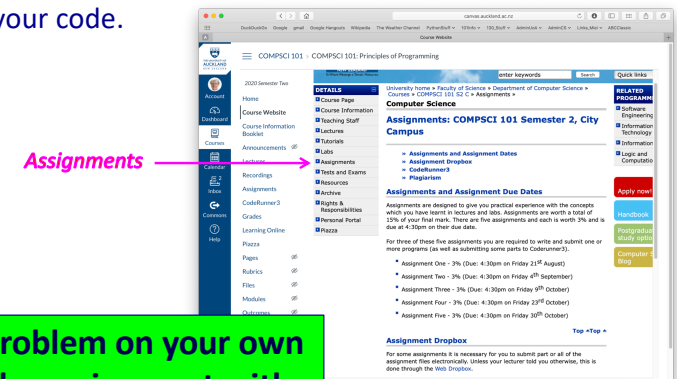 your code.
canvas.auckland.ac.nz
DuckDuckGo Google gmail Google Hangouts Wikipedia The Weather Channel PythonStuff 101Info 130_Stuff AdminUoA AdminCS Links_Misc ABCClasses
Course Website
AUCKLAND
Account
Dashboard
Courses
Calendar
2
Inbox
Commons
Help
COMPSCI 101 > COMPSCI 101: Principles of Programming
2020 Semester Two
Home
Course Website
Course Information
Booklet
Announcements
Lectures
Recordings
Assignments
CodeRunner3
Grades
Learning Online
Piazza
Pages
Rubrics
Files
Modules
Outcomes
Assignments
enter keywords
Search
Quick links
DETAILS
Course Page
Course Information
Teaching Staff
Lectures
Tutorials
Labs
Assignments
Tests and Exams
Resources
Archive
Rights &
Responsibilities
Personal Portal
Piazza
University home » Faculty of Science » Department of Computer Science »
Courses » COMPSCI 101 S2 C » Assignments »
Computer Science
Assignments: COMPSCI 101 Semester 2, City
Campus
» Assignments and Assignment Dates
» Assignment Dropbox
» CodeRunner3
» Plagiarism
Assignments and Assignment Due Dates
Assignments are designed to give you practical experience with the concepts
which you have learnt in lectures and labs. Assignments are worth a total of
15% of your final mark. There are five assignments and each is worth 3% and is
due at 4:30pm on their due date.
For three of these five assignments you are required to write and submit one or
more programs (as well as submitting some parts to Coderunner3).
Assignment One - 3% (Due: 4:30pm on Friday 21st August)
Assignment Two - 3% (Due: 4:30pm on Friday 4th September)
Assignment Three - 3% (Due: 4:30pm on Friday 9th October)
Assignment Four - 3% (Due: 4:30pm on Friday 23rd October)
Assignment Five - 3% (Due: 4:30pm on Friday 30th October)
Top
Assignment Dropbox
For some assignments it is necessary for you to submit part or all of the
assignment files electronically. Unless your lecturer told you otherwise, this is
done through the Web Dropbox.
RELATED
PROGRAMM
Software
Engineering
Information
Technology
Information
Logic and
Computatio
Apply now!
Handbook
Postgraduat
study optio
Computer S
Blog
roblem on your own